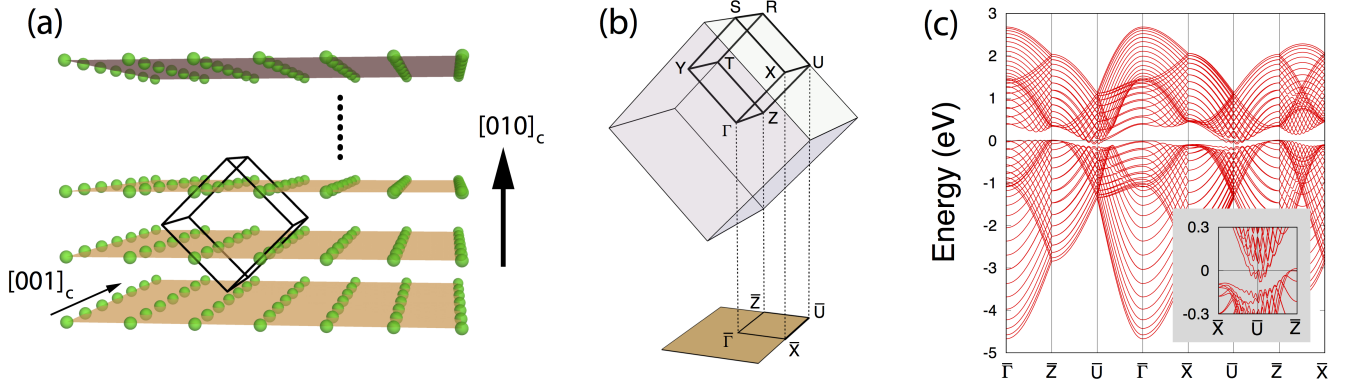 (a)
[010]c
[001]c
(b)
S R
Y T X U
Γ Z
Z̅
U̅
Γ̅
X̅
(c)
Energy (eV)
3
2
1
0
-1
-2
-3
-4
-5
0.3
0
-0.3
X̅ U̅ Z̅
Γ̅ Z̅ U̅ Γ̅ X̅ U̅ Z̅ X̅